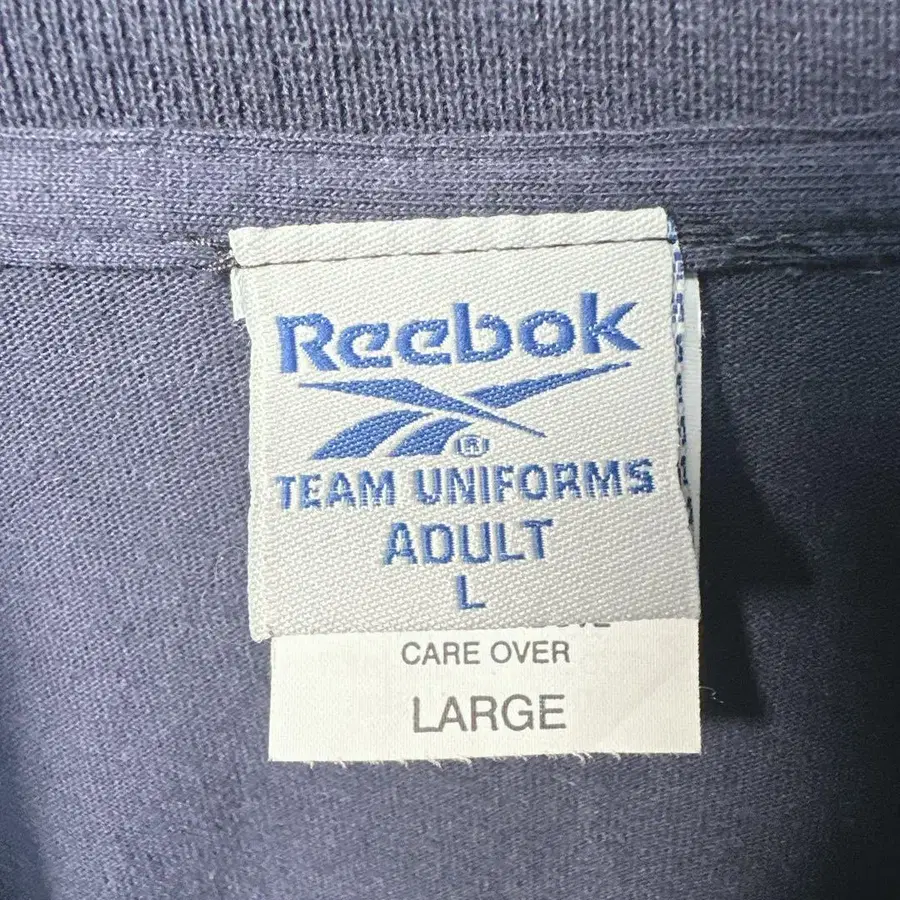 Reebok
®
TEAM UNIFORMS
ADULT
L
CARE OVER
LARGE